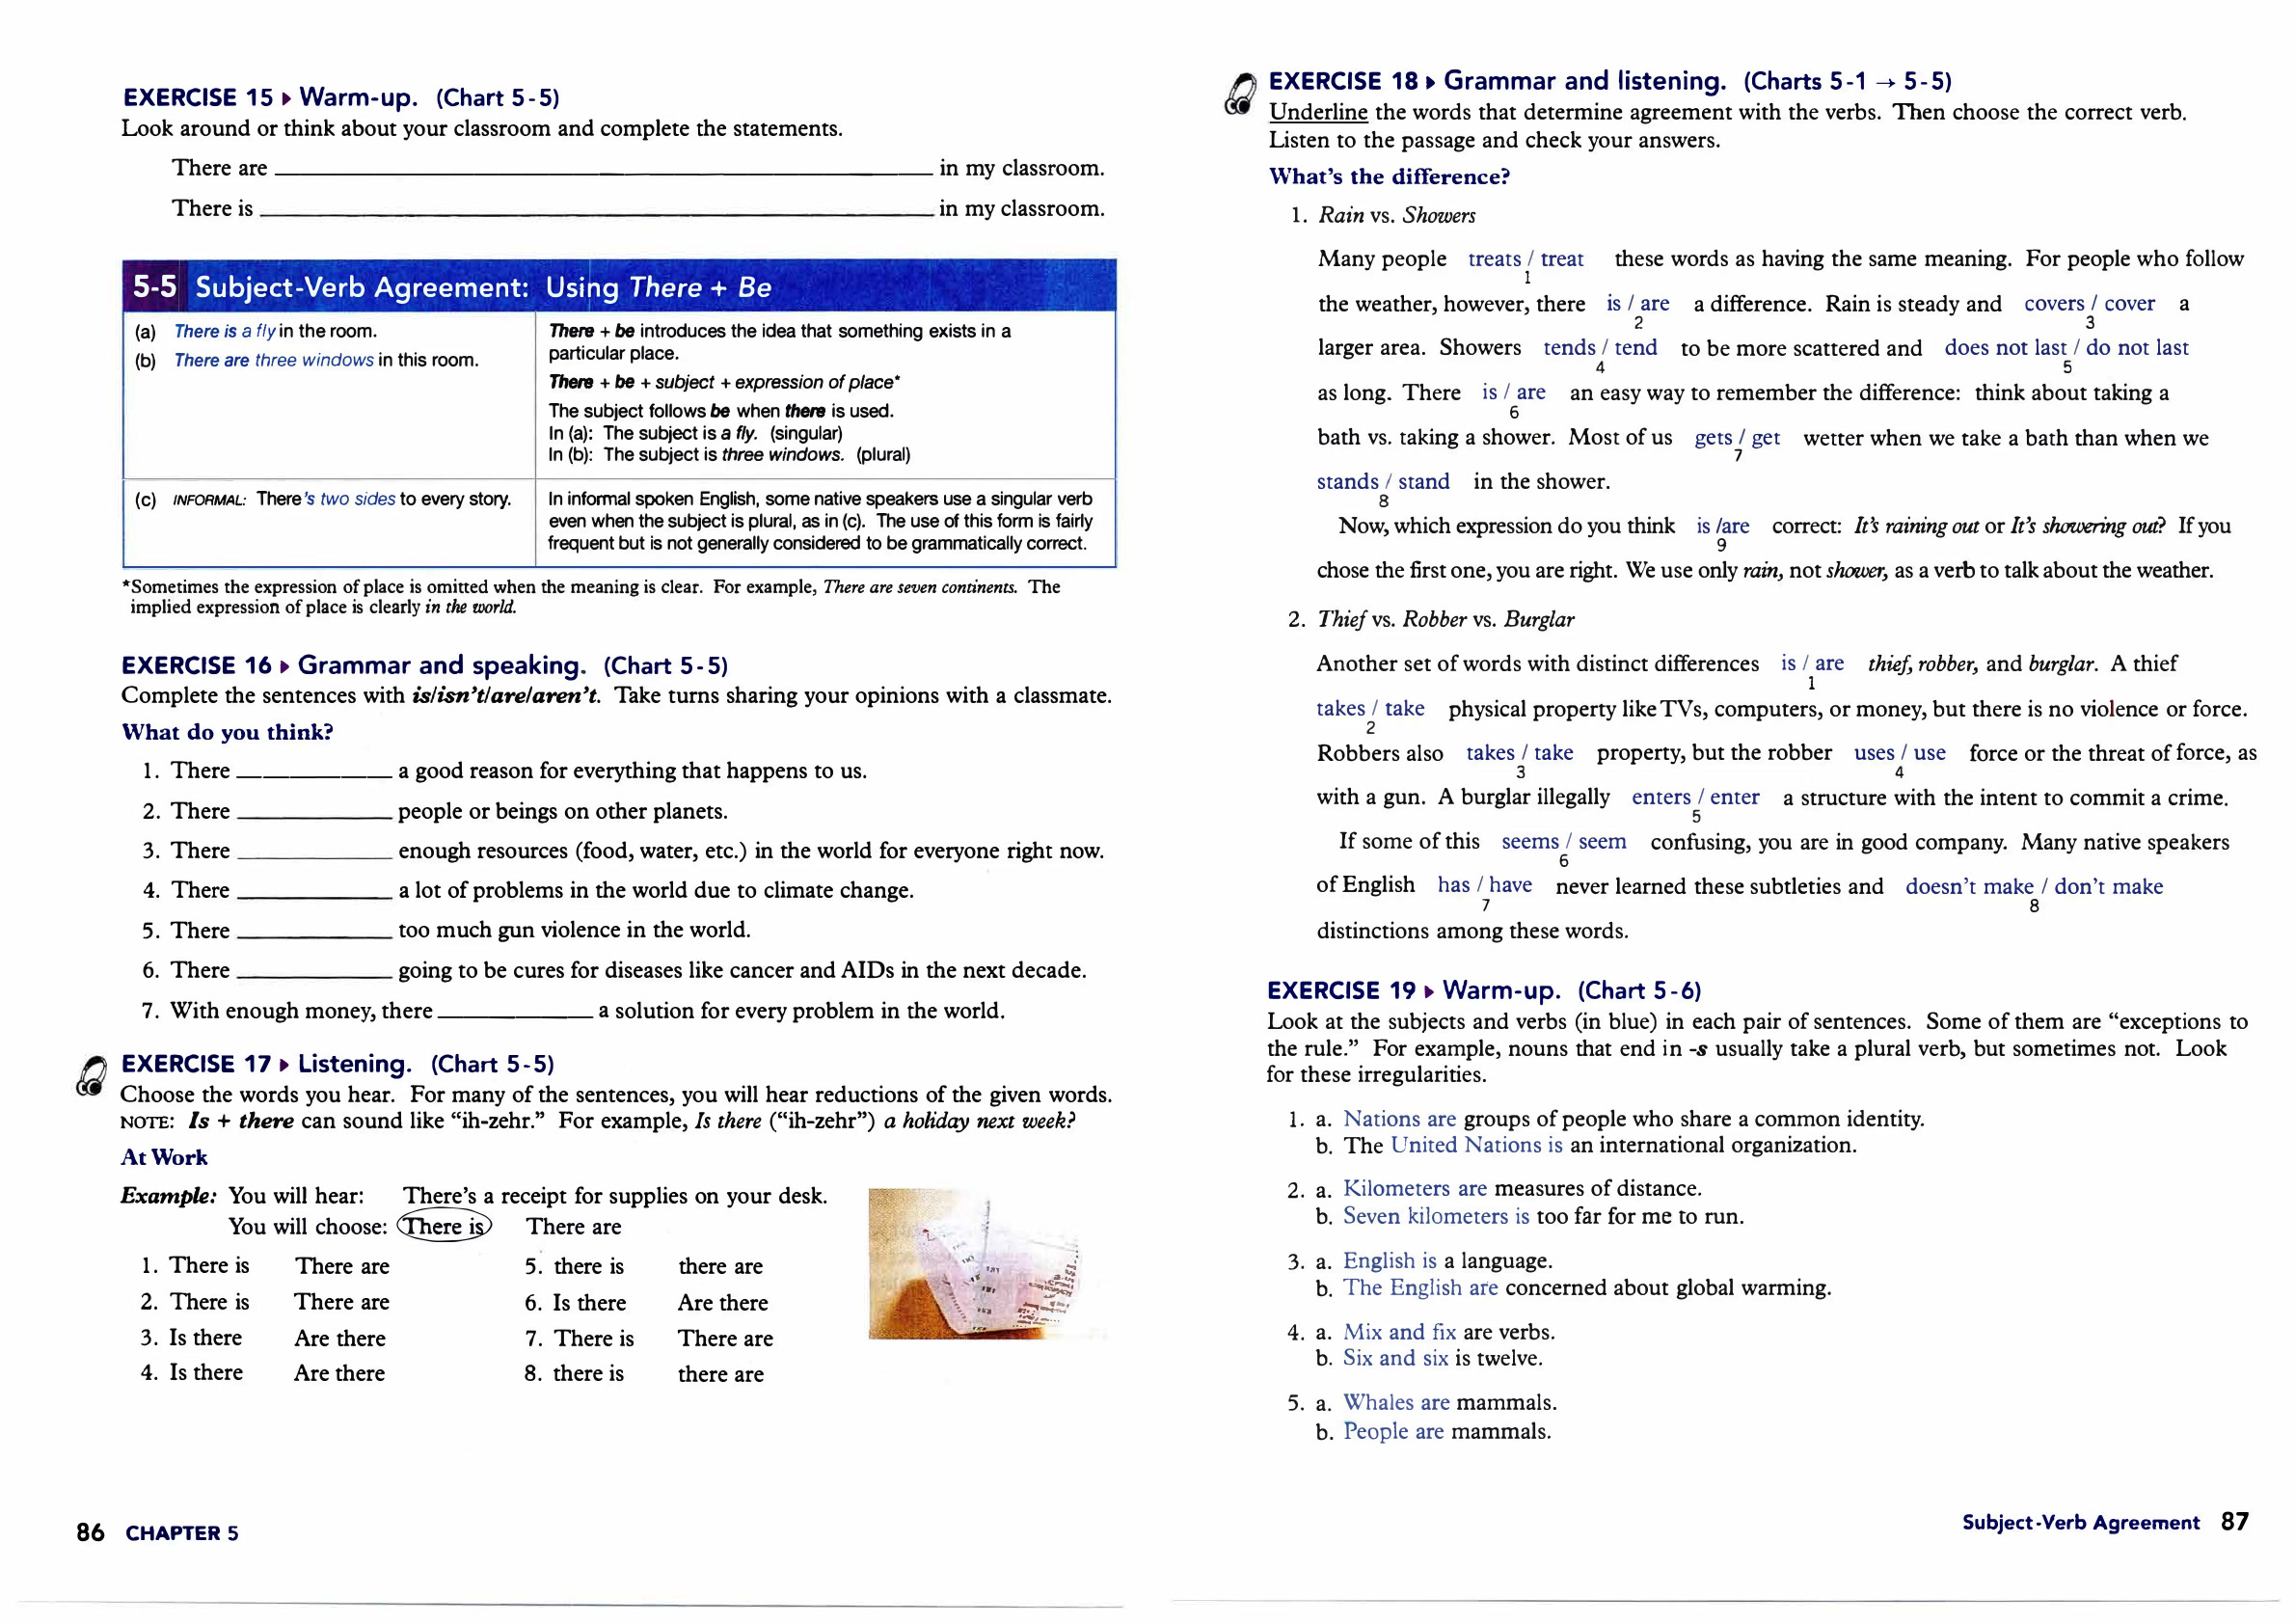 EXERCISE 15 ▸ Warm-up. (Chart 5-5)
Look around or think about your classroom and complete the statements.
There are ______ in my classroom.
There is ______ in my classroom.
5-5 Subject-Verb Agreement: Using There + Be
(a) There is a fly in the room.
(b) There are three windows in this room.
There + be introduces the idea that something exists in a
particular place.
There + be + subject + expression of place*
The subject follows be when there is used.
In (a): The subject is a fly. (singular)
In (b): The subject is three windows. (plural)
(c) INFORMAL: There's two sides to every story.
In informal spoken English, some native speakers use a singular verb
even when the subject is plural, as in (c). The use of this form is fairly
frequent but is not generally considered to be grammatically correct.
*Sometimes the expression of place is omitted when the meaning is clear. For example, There are seven continents. The
implied expression of place is clearly in the world.
EXERCISE 16 ▸ Grammar and speaking. (Chart 5-5)
Complete the sentences with is/isn't/are/aren't. Take turns sharing your opinions with a classmate.
What do you think?
1. There ______ a good reason for everything that happens to us.
2. There ______ people or beings on other planets.
3. There ______ enough resources (food, water, etc.) in the world for everyone right now.
4. There ______ a lot of problems in the world due to climate change.
5. There ______ too much gun violence in the world.
6. There ______ going to be cures for diseases like cancer and AIDs in the next decade.
7. With enough money, there ______ a solution for every problem in the world.
EXERCISE 17 ▸ Listening. (Chart 5-5)
Choose the words you hear. For many of the sentences, you will hear reductions of the given words.
NOTE: Is + there can sound like "ih-zehr." For example, Is there ("ih-zehr") a holiday next week?
At Work
Example: You will hear: There's a receipt for supplies on your desk.
You will choose: There is There are
1. There is There are
2. There is There are
3. Is there Are there
4. Is there Are there
5. there is there are
6. Is there Are there
7. There is There are
8. there is there are
86 CHAPTER 5
EXERCISE 18 ▸ Grammar and listening. (Charts 5-1 → 5-5)
Underline the words that determine agreement with the verbs. Then choose the correct verb.
Listen to the passage and check your answers.
What's the difference?
1. Rain vs. Showers
Many people treats / treat these words as having the same meaning. For people who follow
1
the weather, however, there is / are a difference. Rain is steady and covers / cover a
2 3
larger area. Showers tends / tend to be more scattered and does not last / do not last
4 5
as long. There is / are an easy way to remember the difference: think about taking a
6
bath vs. taking a shower. Most of us gets / get wetter when we take a bath than when we
7
stands / stand in the shower.
8
Now, which expression do you think is /are correct: It's raining out or It's showering out? If you
9
chose the first one, you are right. We use only rain, not shower, as a verb to talk about the weather.
2. Thief vs. Robber vs. Burglar
Another set of words with distinct differences is / are thief, robber, and burglar. A thief
1
takes / take physical property like TVs, computers, or money, but there is no violence or force.
2
Robbers also takes / take property, but the robber uses / use force or the threat of force, as
3 4
with a gun. A burglar illegally enters / enter a structure with the intent to commit a crime.
5
If some of this seems / seem confusing, you are in good company. Many native speakers
6
of English has / have never learned these subtleties and doesn't make / don't make
7 8
distinctions among these words.
EXERCISE 19 ▸ Warm-up. (Chart 5-6)
Look at the subjects and verbs (in blue) in each pair of sentences. Some of them are "exceptions to
the rule." For example, nouns that end in -s usually take a plural verb, but sometimes not. Look
for these irregularities.
1. a. Nations are groups of people who share a common identity.
b. The United Nations is an international organization.
2. a. Kilometers are measures of distance.
b. Seven kilometers is too far for me to run.
3. a. English is a language.
b. The English are concerned about global warming.
4. a. Mix and fix are verbs.
b. Six and six is twelve.
5. a. Whales are mammals.
b. People are mammals.
Subject-Verb Agreement 87